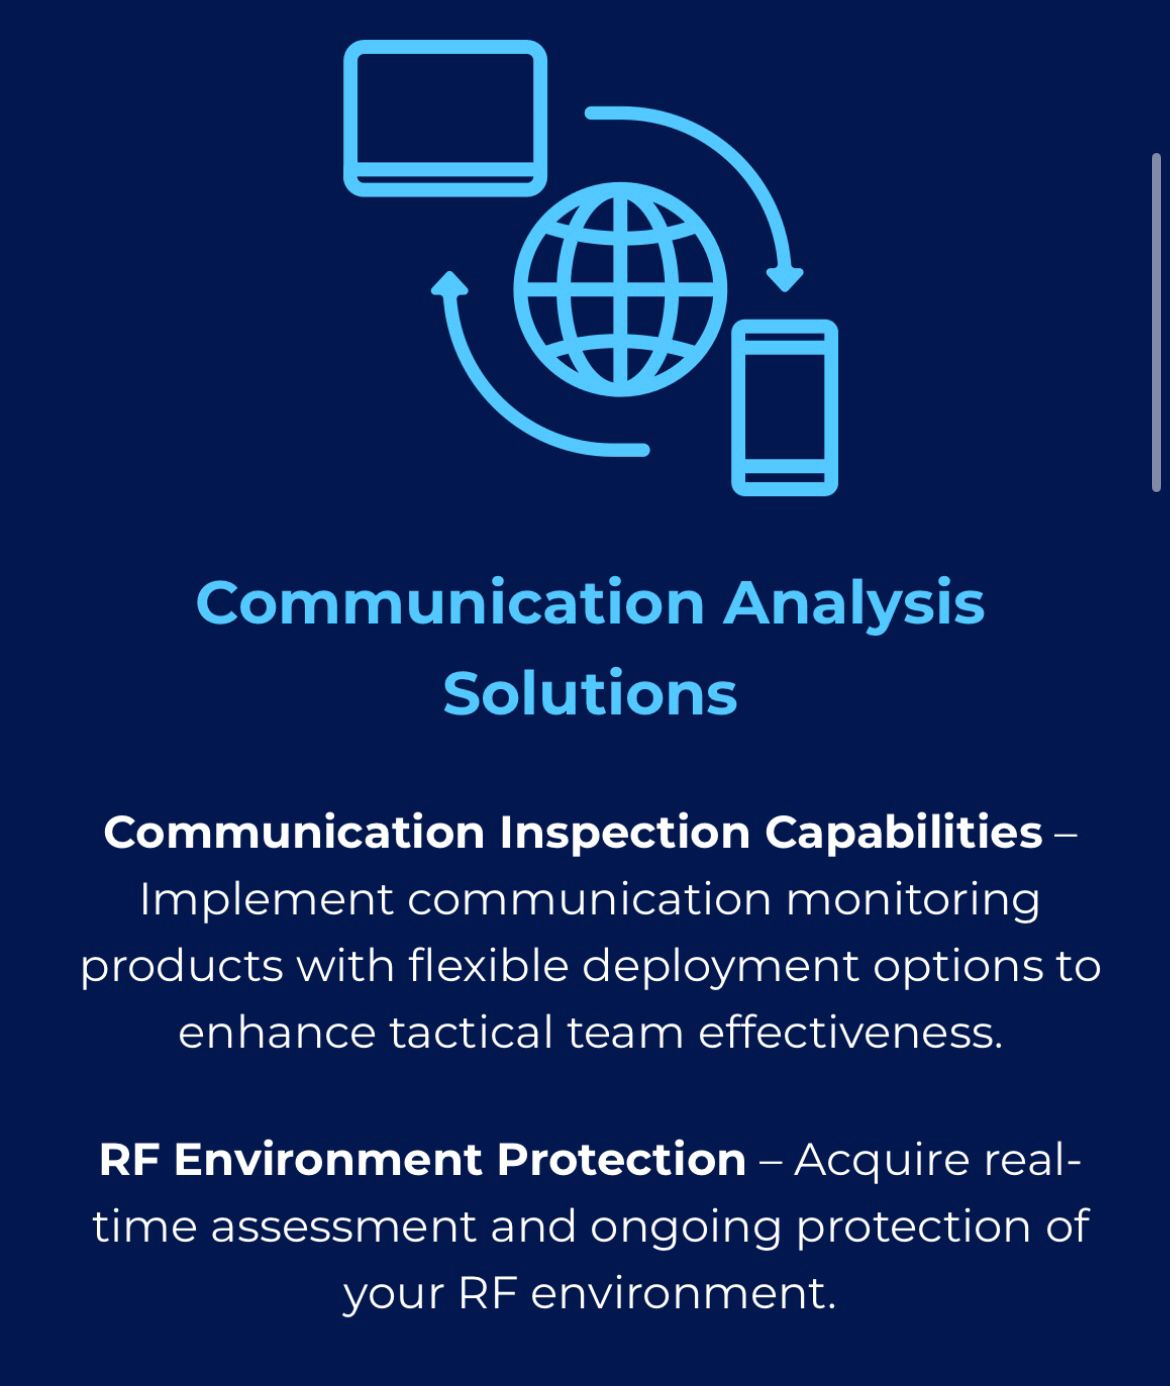 Communication Analysis
Solutions
Communication Inspection Capabilities –
Implement communication monitoring
products with flexible deployment options to
enhance tactical team effectiveness.
RF Environment Protection – Acquire real-
time assessment and ongoing protection of
your RF environment.